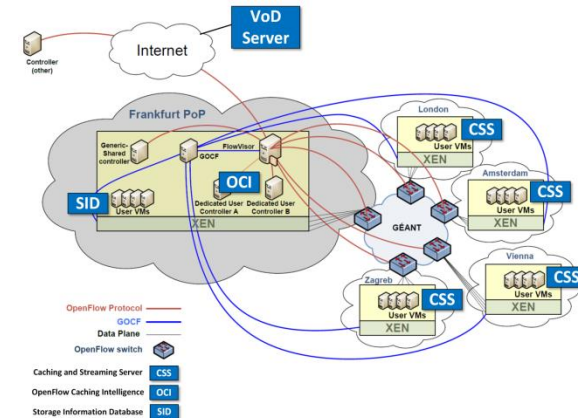 VoD
Server
Internet
Controller
(other)
Frankfurt PoP
Generic-
Shared
controller
GOCF
FlowVisor
OCI
SID
User VMs
Dedicated User
Controller A
Dedicated User
Controller B
XEN
London
CSS
User VMs
XEN
Amsterdam
CSS
User VMs
XEN
GÉANT
Vienna
CSS
User VMs
XEN
Zagreb
CSS
User VMs
XEN
OpenFlow Protocol
GOCF
Data Plane
OpenFlow switch
Caching and Streaming Server
CSS
OpenFlow Caching Intelligence
OCI
Storage Information Database
SID